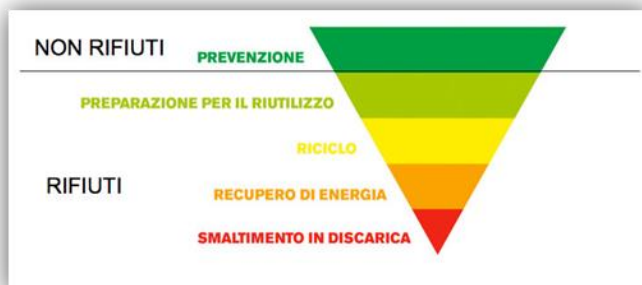 NON RIFIUTI
PREVENZIONE
PREPARAZIONE PER IL RIUTILIZZO
RICICLO
RIFIUTI
RECUPERO DI ENERGIA
SMALTIMENTO IN DISCARICA